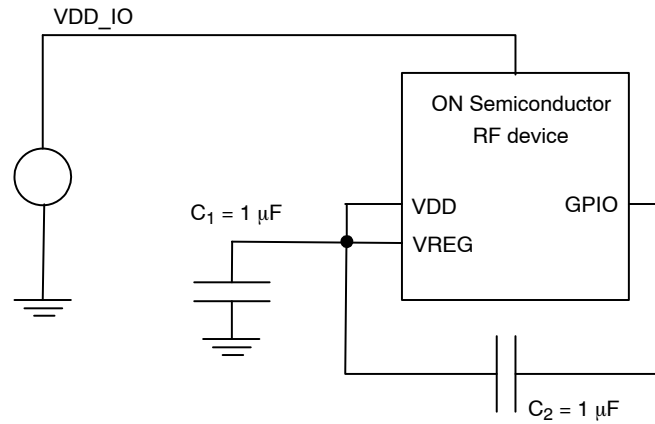 VDD_IO
ON Semiconductor
RF device
VDD
GPIO
C₁ = 1 μF
VREG
C₂ = 1 μF